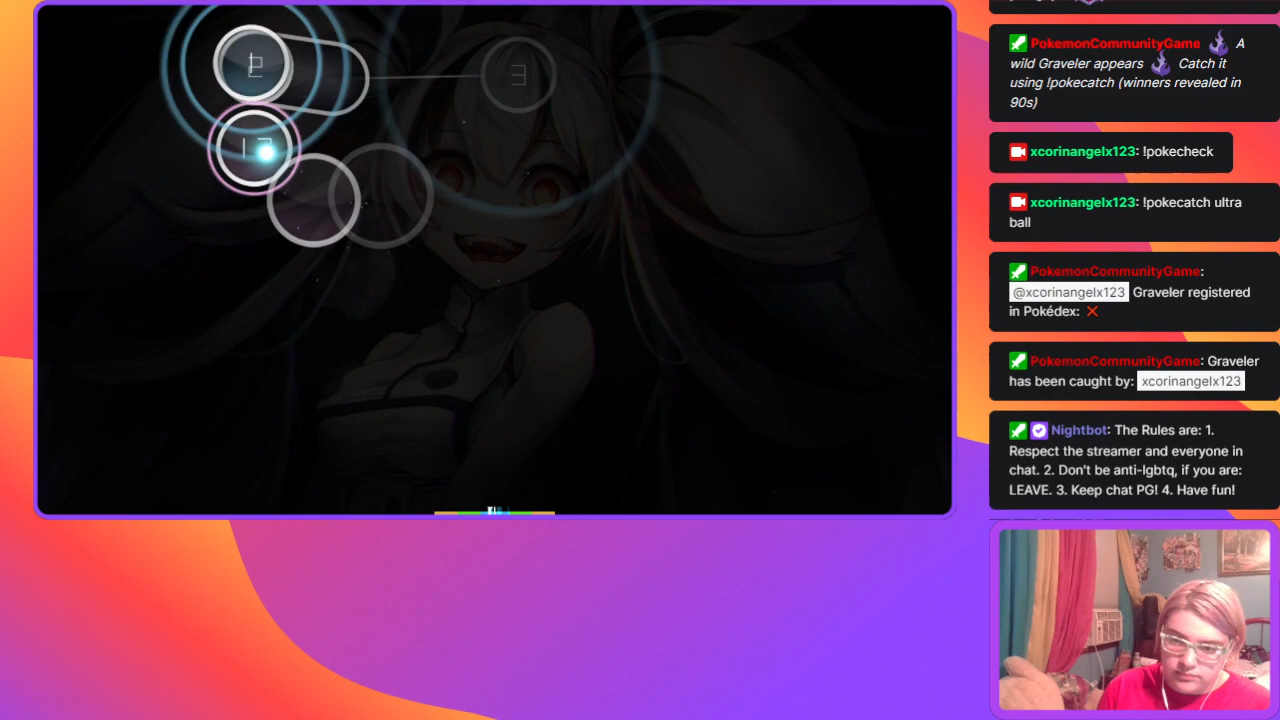 PokemonCommunityGame A
wild Graveler appears Catch it
using !pokecatch (winners revealed in
90s)
xcorinangelx123: !pokecheck
xcorinangelx123: !pokecatch ultra
ball
PokemonCommunityGame:
@xcorinangelx123 Graveler registered
in Pokédex: ❌
PokemonCommunityGame: Graveler
has been caught by: xcorinangelx123
Nightbot: The Rules are: 1.
Respect the streamer and everyone in
chat. 2. Don't be anti-lgbtq, if you are:
LEAVE. 3. Keep chat PG! 4. Have fun!